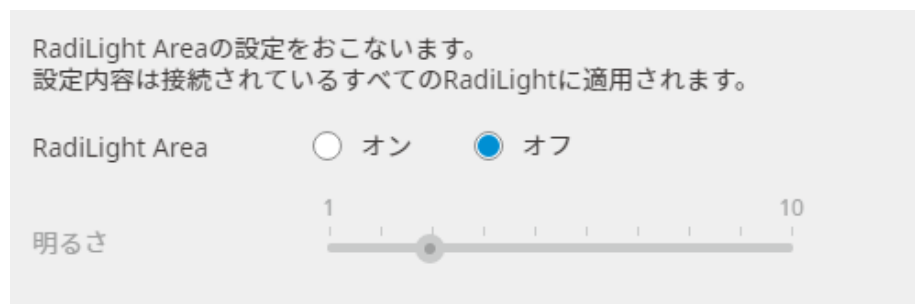 RadiLight Areaの設定をおこないます。
設定内容は接続されているすべてのRadiLightに適用されます。
RadiLight Area オン オフ
1 10
明るさ